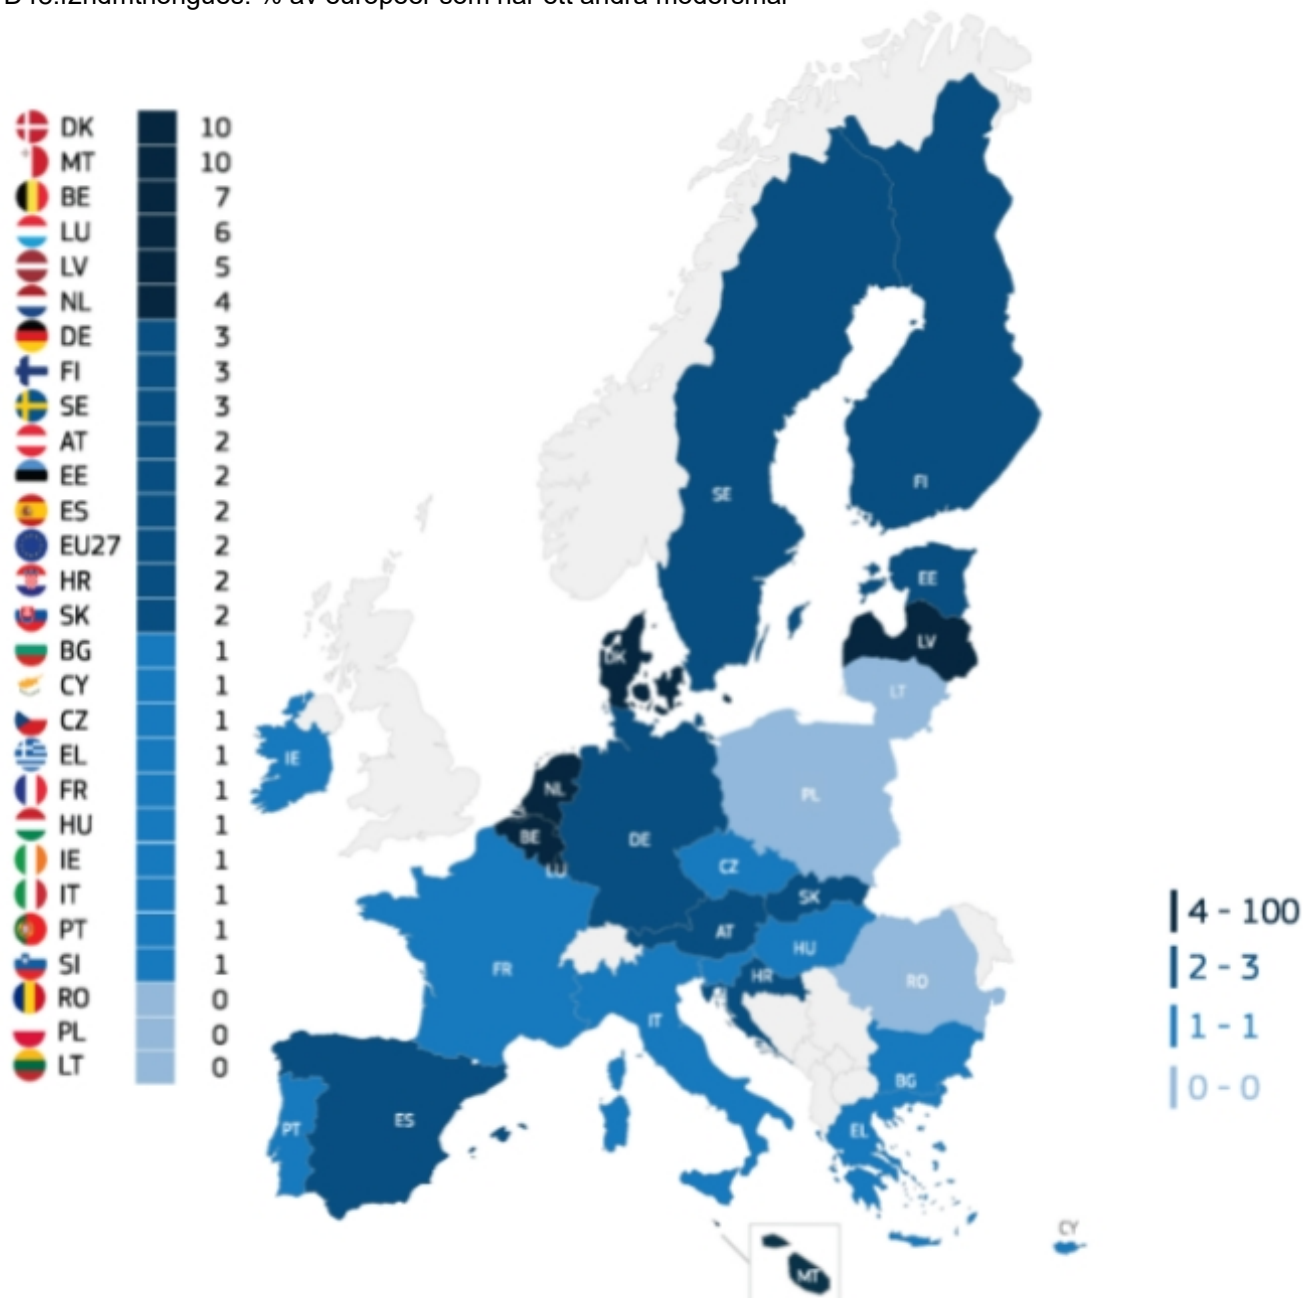 % av européer som har ett andra modersmål
DK 10
MT 10
BE 7
LU 6
LV 5
NL 4
DE 3
FI 3
SE 3
AT 2
EE 2
ES 2
EU27 2
HR 2
SK 2
BG 1
CY 1
CZ 1
EL 1
FR 1
HU 1
IE 1
IT 1
PT 1
SI 1
RO 0
PL 0
LT 0
SE
FI
EE
LV
LT
DK
IE
NL
PL
BE
DE
LU
CZ
SK
AT
HU
FR
HR
RO
IT
BG
ES
PT
EL
CY
MT
4 - 100
2 - 3
1 - 1
0 - 0